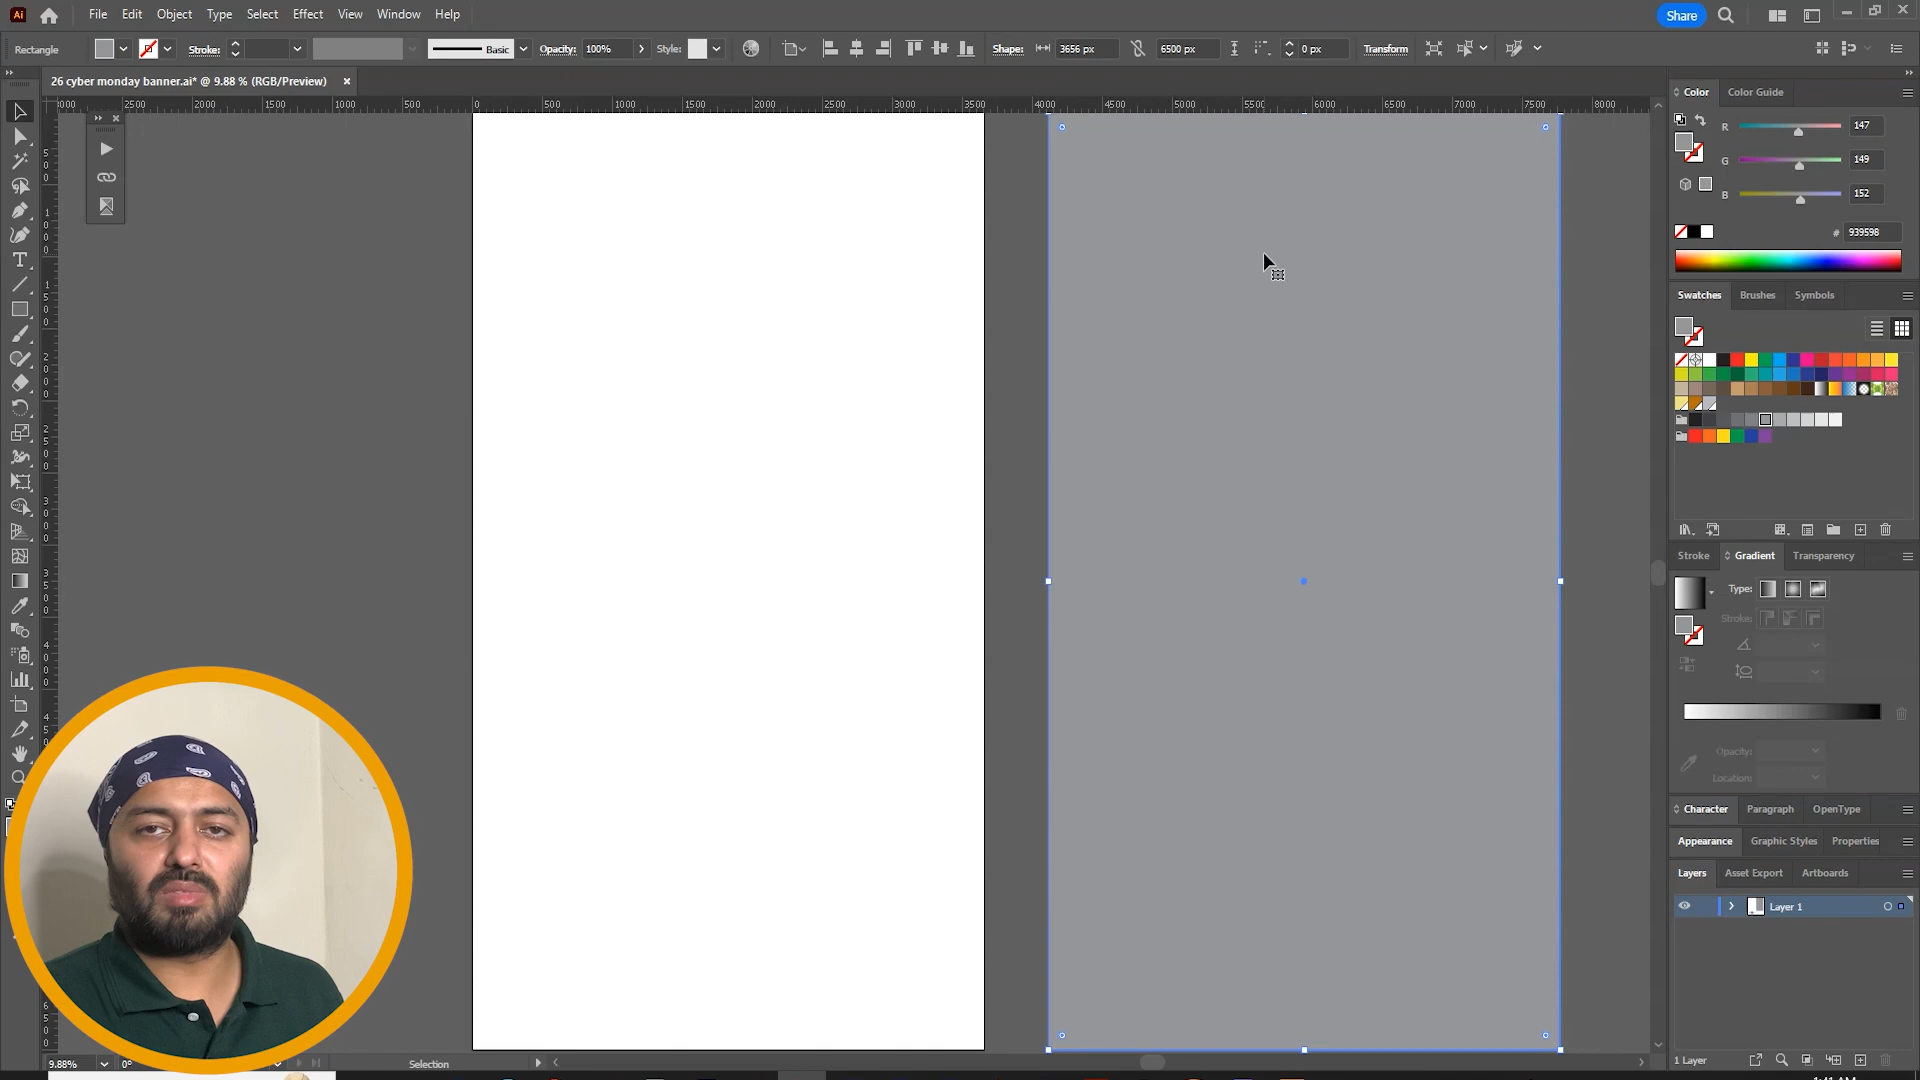 Ai File Edit Object Type Select Effect View Window Help Share
Rectangle Stroke: Basic Opacity: 100% Style: Shape: 3656 px 6500 px 0 px Transform
26 cyber monday banner.ai* @ 9.88 % (RGB/Preview)
Color Color Guide
000 2500 2000 1500 1000 500 0 500 1000 1500 2000 2500 3000 3500 4000 4500 5000 5500 6000 6500 7000 7500 8000
R 147
G 149
B 152
# 939598
Swatches Brushes Symbols
Stroke Gradient Transparency
Type:
Stroke:
Opacity:
Location:
Character Paragraph OpenType
Appearance Graphic Styles Properties
Layers Asset Export Artboards
Layer 1
9.88% 0° Selection 1 Layer